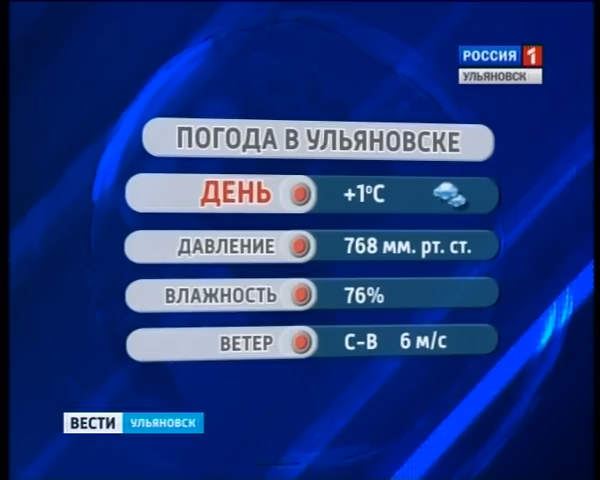 РОССИЯ 1
УЛЬЯНОВСК
ПОГОДА В УЛЬЯНОВСКЕ
ДЕНЬ +1°C
ДАВЛЕНИЕ 768 мм. рт. ст.
ВЛАЖНОСТЬ 76%
ВЕТЕР С-В 6 м/с
ВЕСТИ УЛЬЯНОВСК